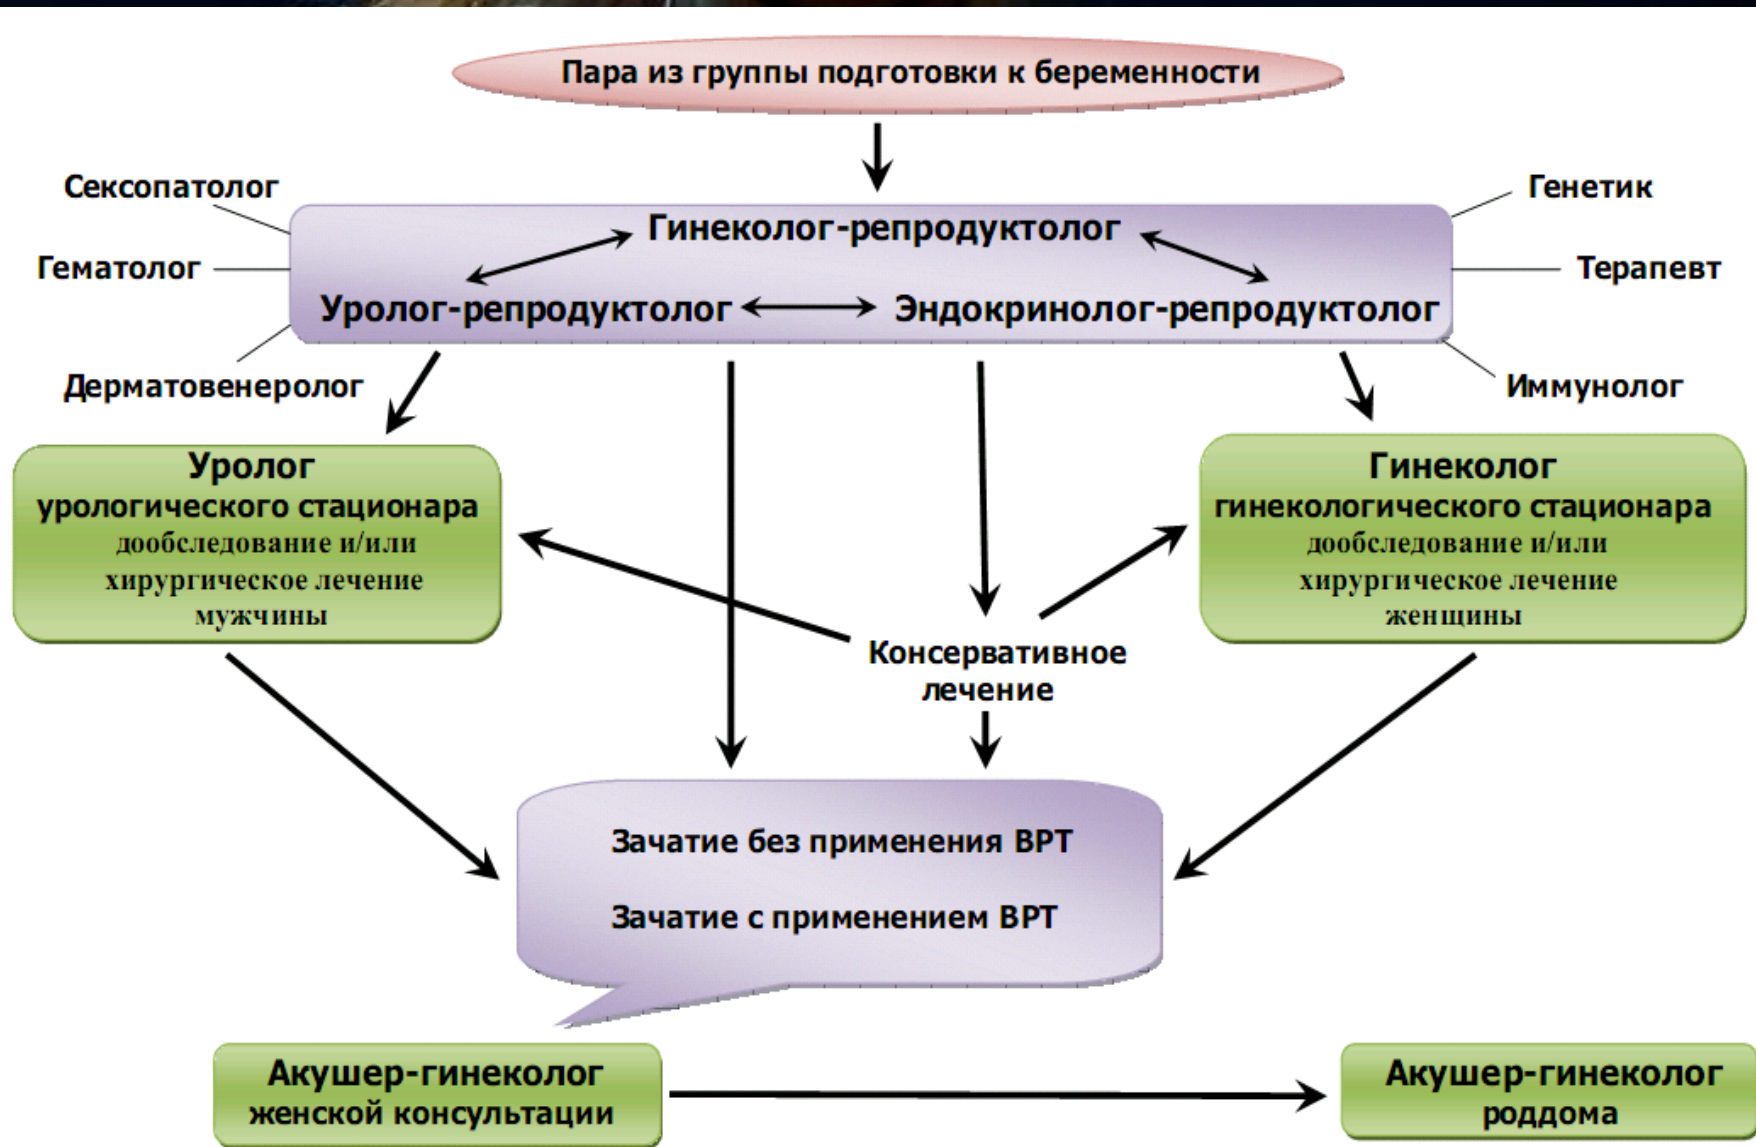 Пара из группы подготовки к беременности
Сексопатолог
Генетик
Гинеколог-репродуктолог
Гематолог
Терапевт
Уролог-репродуктолог
Эндокринолог-репродуктолог
Дерматовенеролог
Иммунолог
Уролог
урологического стационара
дообследование и/или
хирургическое лечение
мужчины
Гинеколог
гинекологического стационара
дообследование и/или
хирургическое лечение
женщины
Консервативное
лечение
Зачатие без применения ВРТ
Зачатие с применением ВРТ
Акушер-гинеколог
женской консультации
Акушер-гинеколог
роддома